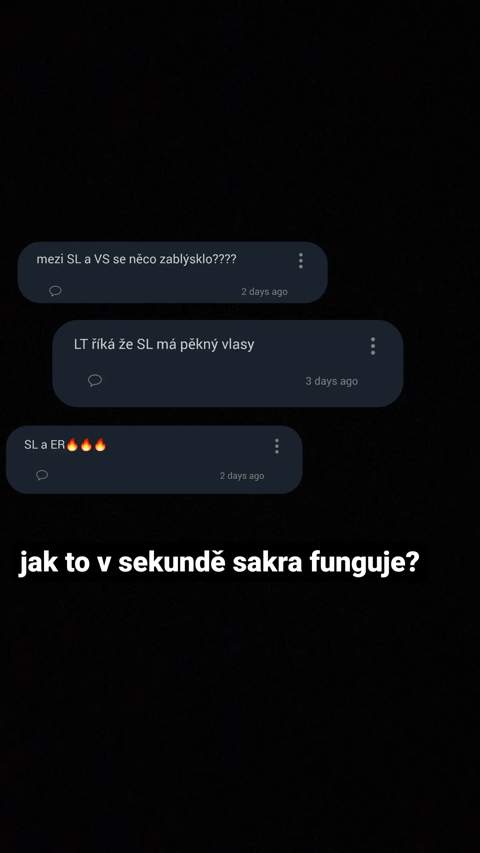 mezi SL a VS se něco zablýsklo????
2 days ago
LT říká že SL má pěkný vlasy
3 days ago
SL a ER🔥🔥🔥
2 days ago
jak to v sekundě sakra funguje?